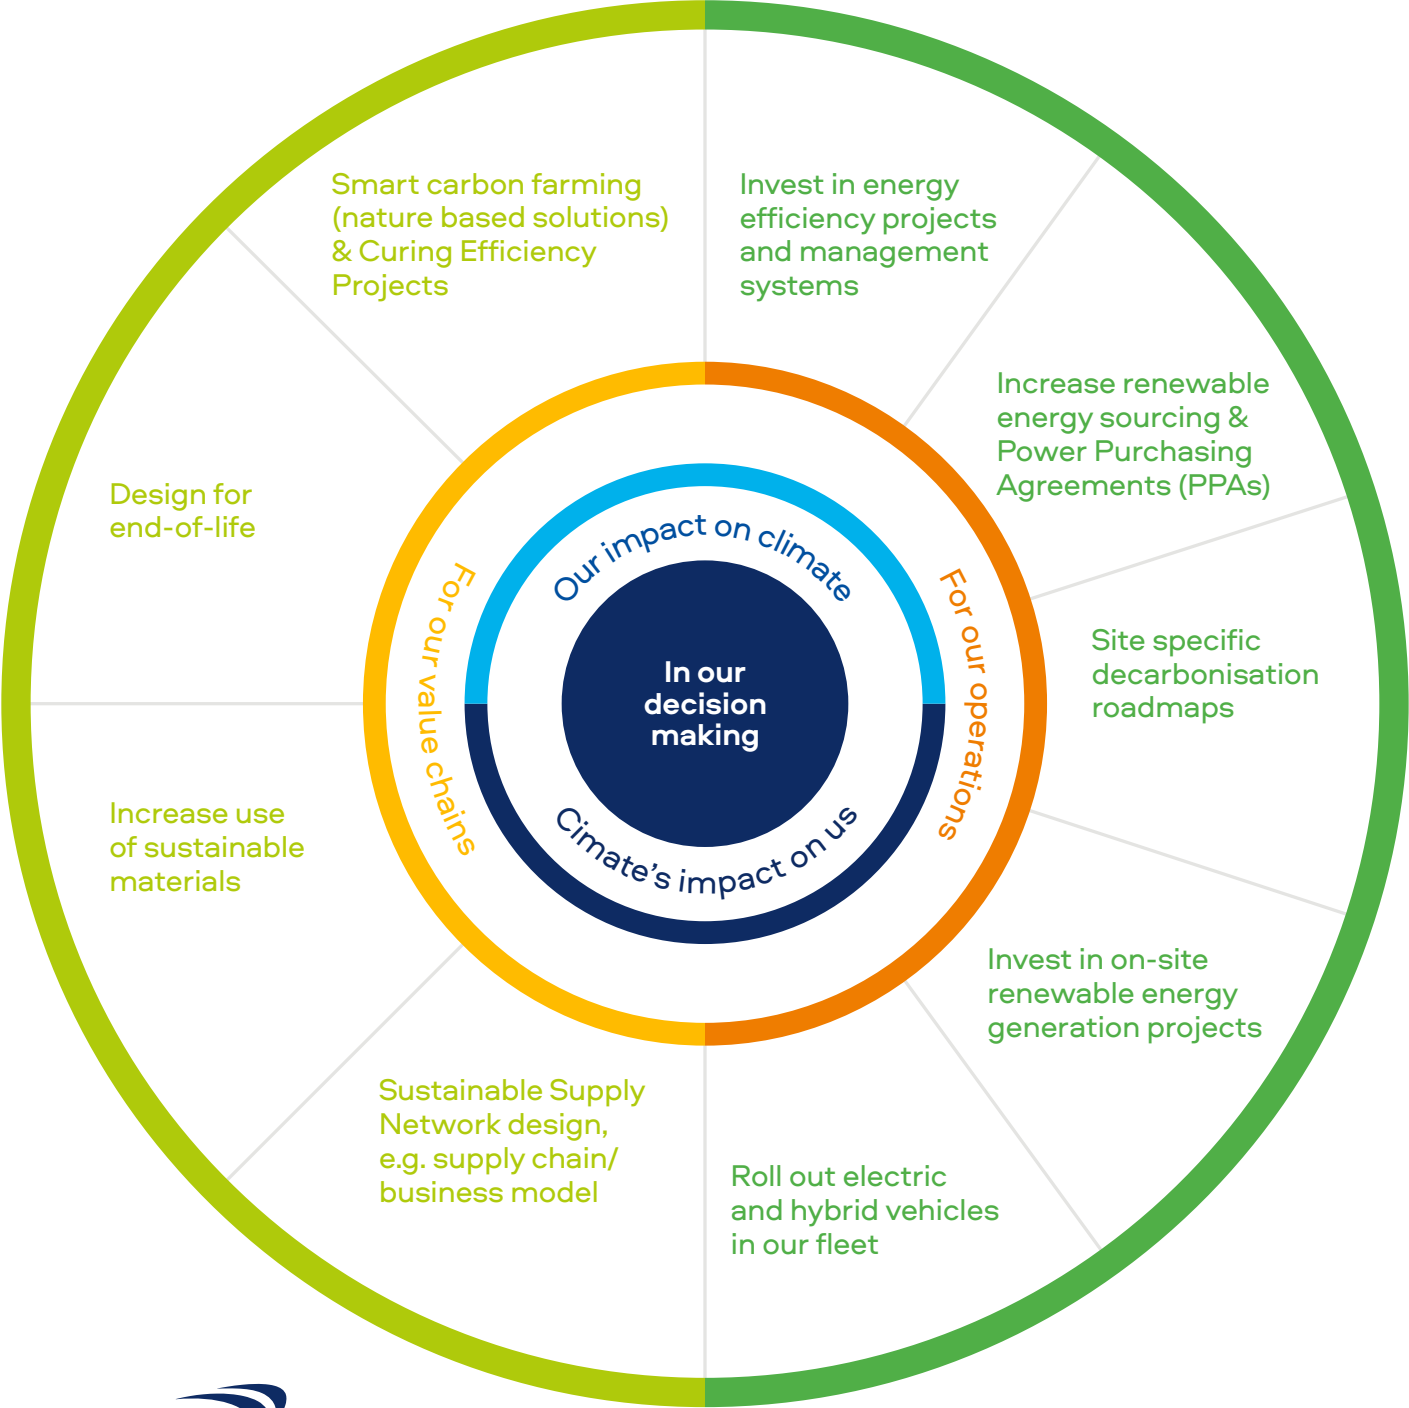 Smart carbon farming
(nature based solutions)
& Curing Efficiency
Projects
Invest in energy
efficiency projects
and management
systems
Increase renewable
energy sourcing &
Power Purchasing
Agreements (PPAs)
Design for
end-of-life
Our impact on climate
For our value chains
For our operations
In our
decision
making
Site specific
decarbonisation
roadmaps
Cimate’s impact on us
Increase use
of sustainable
materials
Invest in on-site
renewable energy
generation projects
Sustainable Supply
Network design,
e.g. supply chain/
business model
Roll out electric
and hybrid vehicles
in our fleet